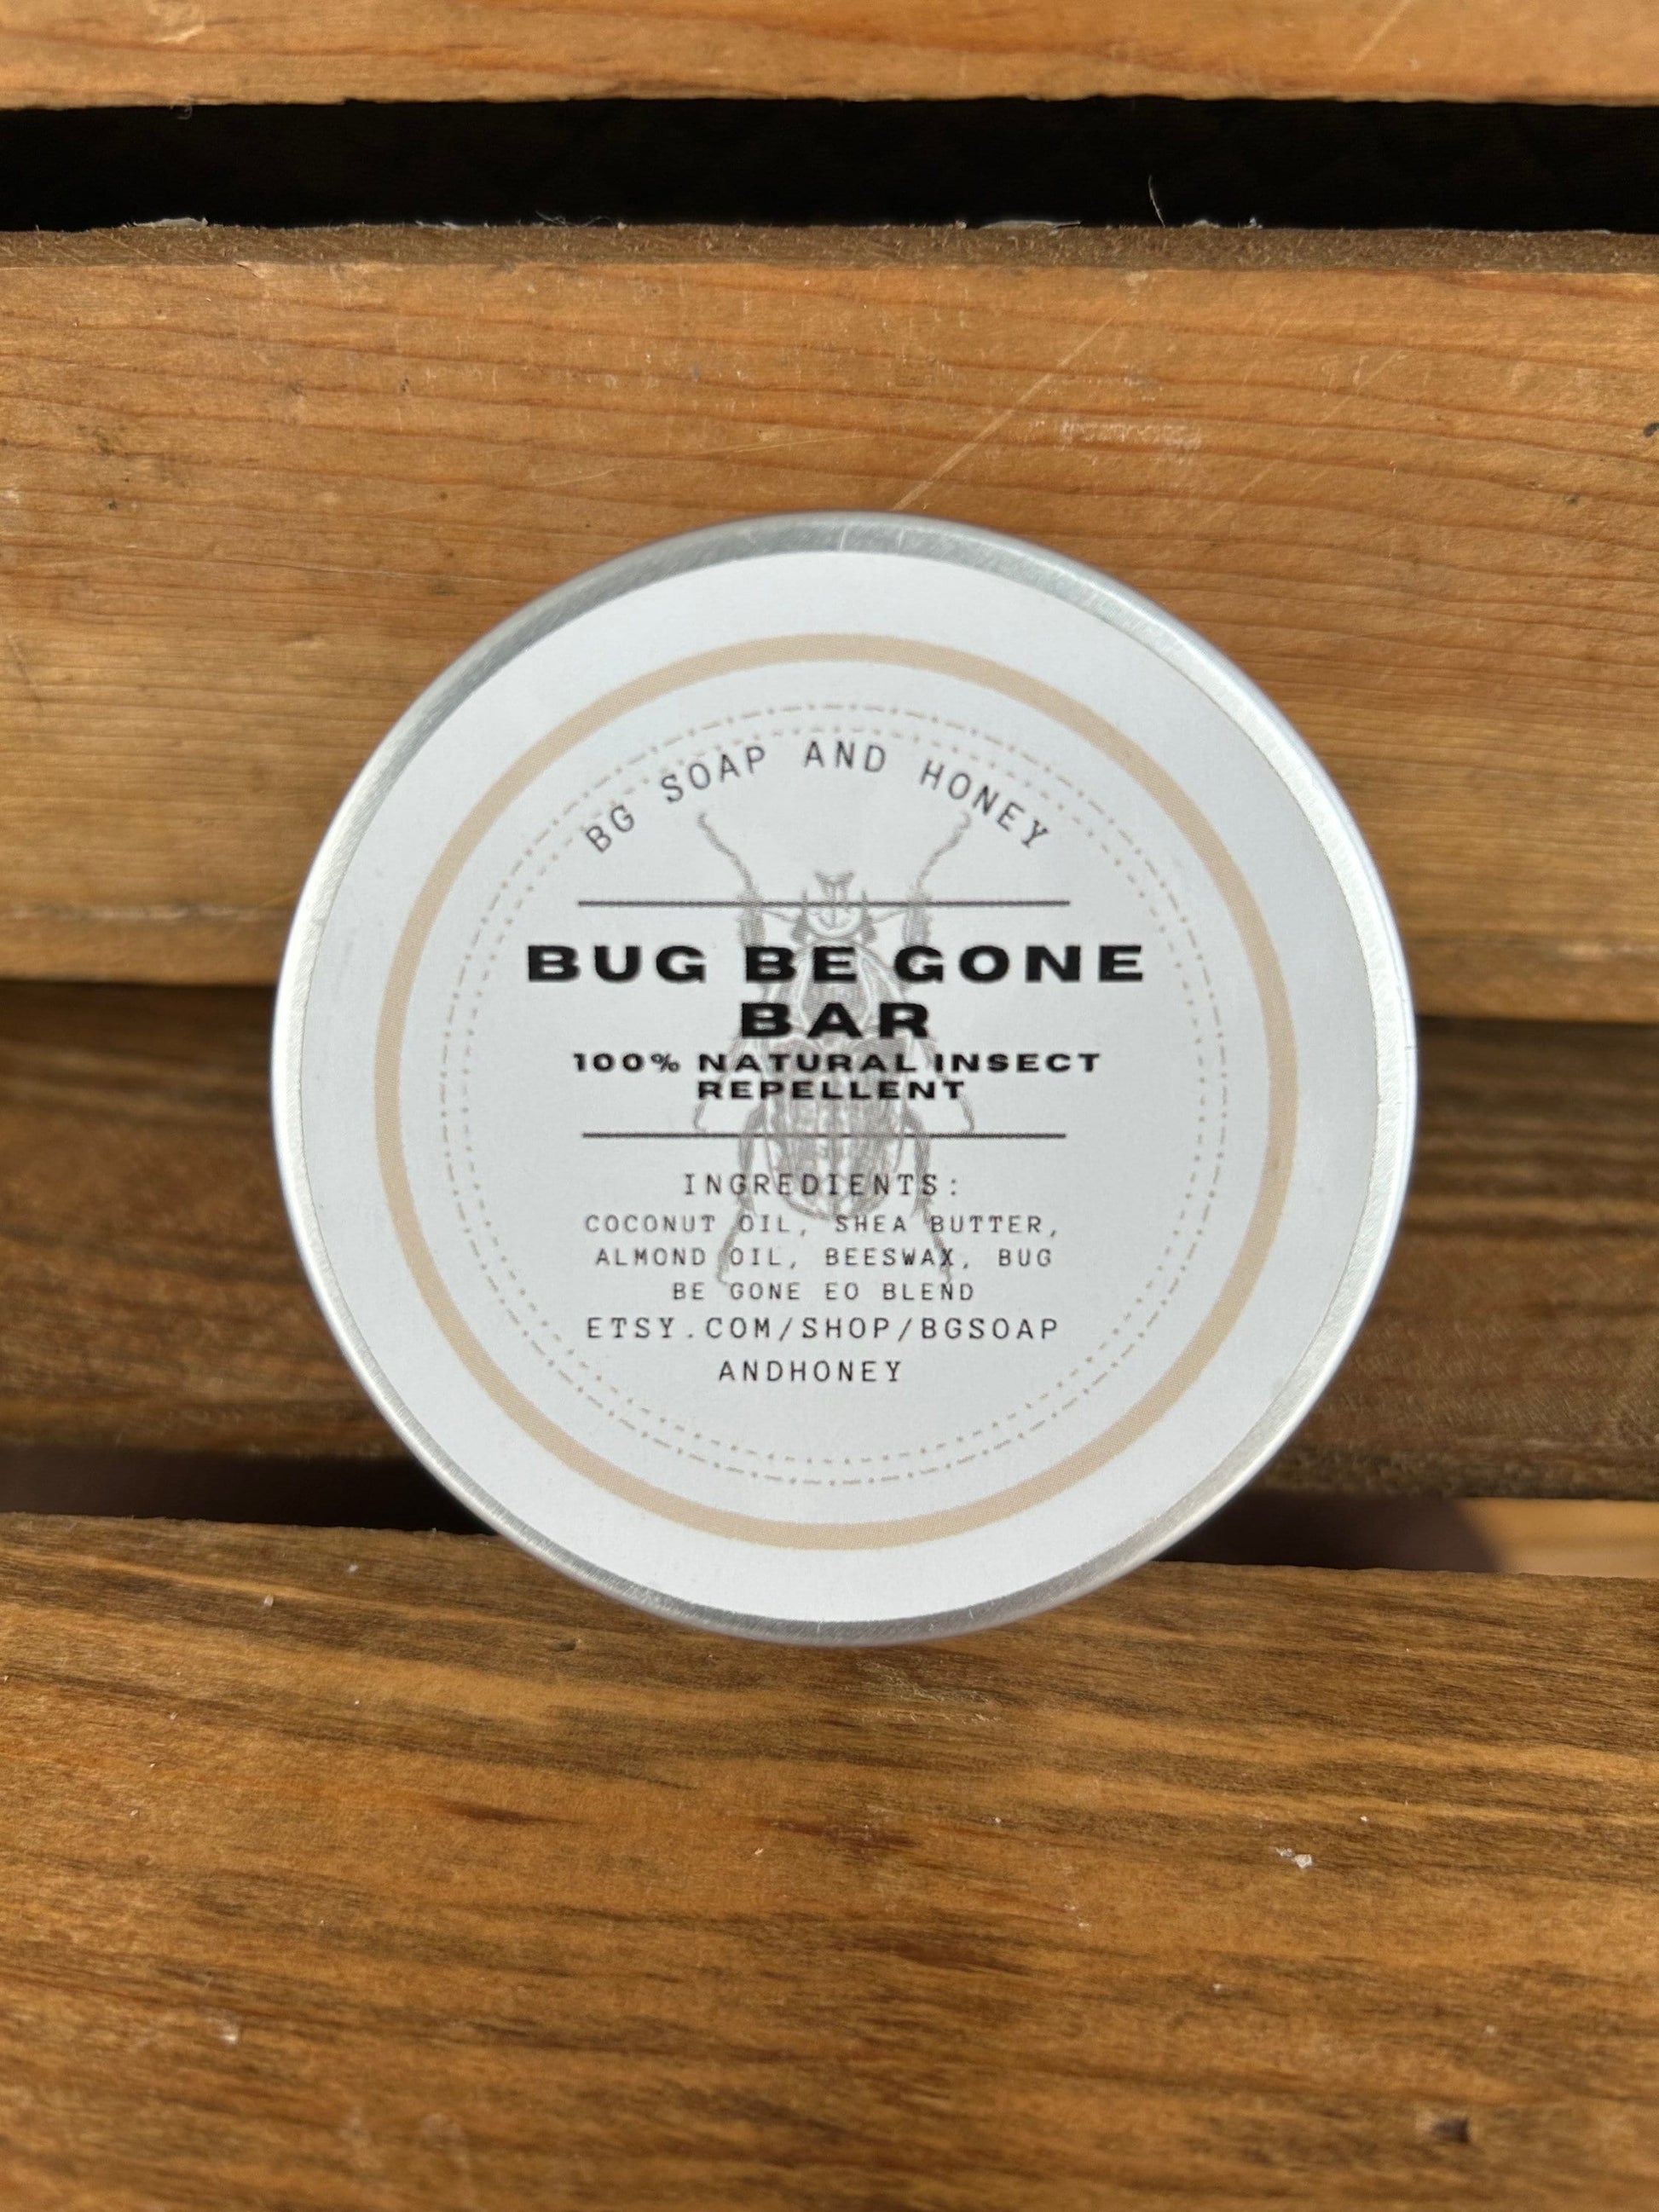 BG SOAP AND HONEY
BUG BE GONE
BAR
100% NATURAL INSECT
REPELLENT
INGREDIENTS:
COCONUT OIL, SHEA BUTTER,
ALMOND OIL, BEESWAX, BUG
BE GONE EO BLEND
ETSY.COM/SHOP/BGSOAP
ANDHONEY